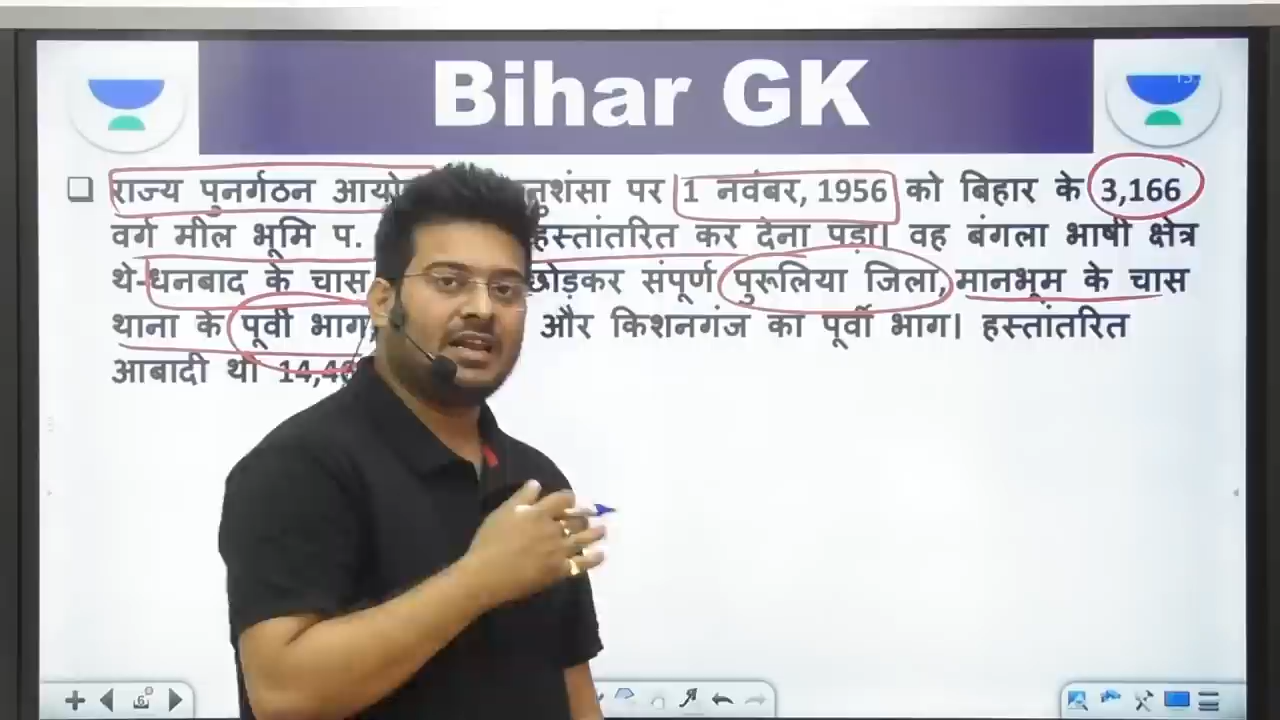 Bihar GK
राज्य पुनर्गठन पर 1 नवंबर, 1956 को बिहार के 3,166
वर्ग मील भूमि प. हस्तांतरित कर देना पड़ा। वह बंगला भाषी क्षेत्र
थे-धनबाद के चास छोड़कर संपूर्ण पुरूलिया जिला, मानभूम के चास
थाना के पूर्वी भाग, और किशनगंज का पूर्वी भाग। हस्तांतरित
आबादी थी